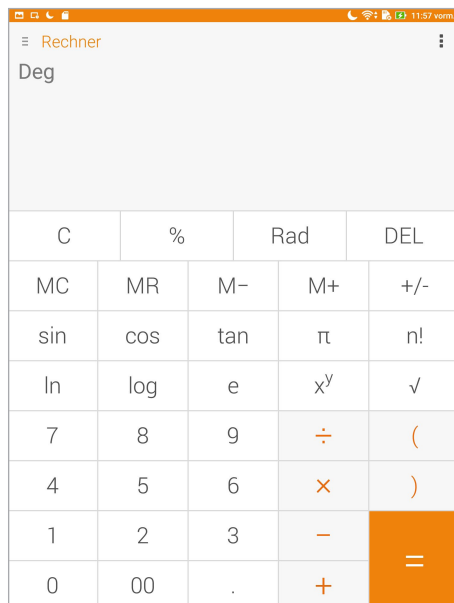 11:57 vorm
Rechner
Deg
C % Rad DEL
MC MR M− M+ +/-
sin cos tan π n!
ln log e xʸ √
7 8 9 ÷ (
4 5 6 × )
1 2 3 −
=
0 00 . +